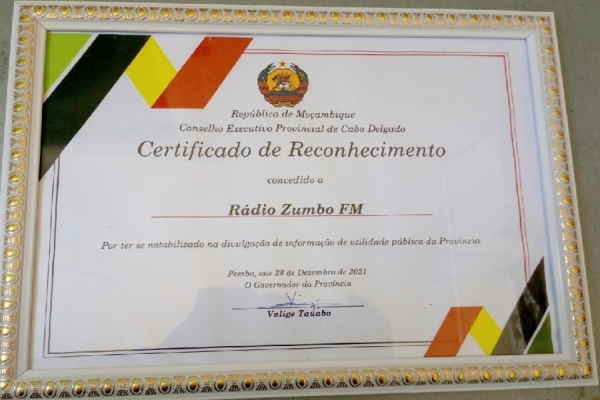 República de Moçambique
Conselho Executivo Provincial de Cabo Delgado
Certificado de Reconhecimento
concedido a
Rádio Zumbo FM
Por ter se notabilizado na divulgação de informação de utilidade pública da Província.
Pemba, aos 28 de Dezembro de 2021
O Governador da Província
Valige Tauabo